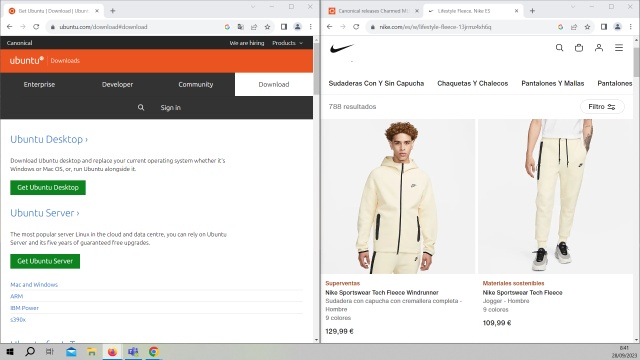 Get Ubuntu | Download | Ubun
ubuntu.com/download#download
Canonical
We are hiring
Products
ubuntu
Downloads
Enterprise
Developer
Community
Download
Sign in
Ubuntu Desktop ›
Download Ubuntu desktop and replace your current operating system whether it's
Windows or Mac OS, or, run Ubuntu alongside it.
Get Ubuntu Desktop
Ubuntu Server ›
The most popular server Linux in the cloud and data centre, you can rely on Ubuntu
Server and its five years of guaranteed free upgrades.
Get Ubuntu Server
Mac and Windows
ARM
IBM Power
s390x
Canonical releases Charmed M
Lifestyle Fleece. Nike ES
Sudaderas Con Y Sin Capucha
Chaquetas Y Chalecos
Pantalones Y Mallas
Pantalones
788 resultados
Filtro
Superventas
Nike Sportswear Tech Fleece Windrunner
Sudadera con capucha con cremallera completa -
Hombre
9 colores
129,99 €
Materiales sostenibles
Nike Sportswear Tech Fleece
Jogger - Hombre
9 colores
109,99 €
8:41
28/09/2023